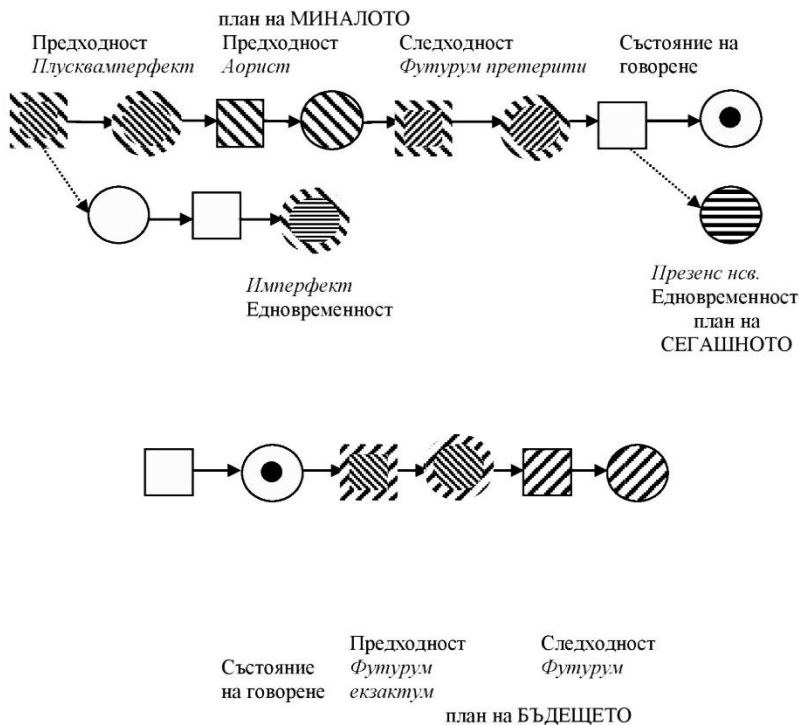 план на МИНАЛОТО
Предходност Предходност Следходност Състояние на
Плусквамперфект Аорист Футурум претерити говорене
Имперфект Презенс нсв.
Едновременност Едновременност
план на
СЕГАШНОТО
Предходност Следходност
Състояние Футурум Футурум
на говорене екзактум
план на БЪДЕЩЕТО